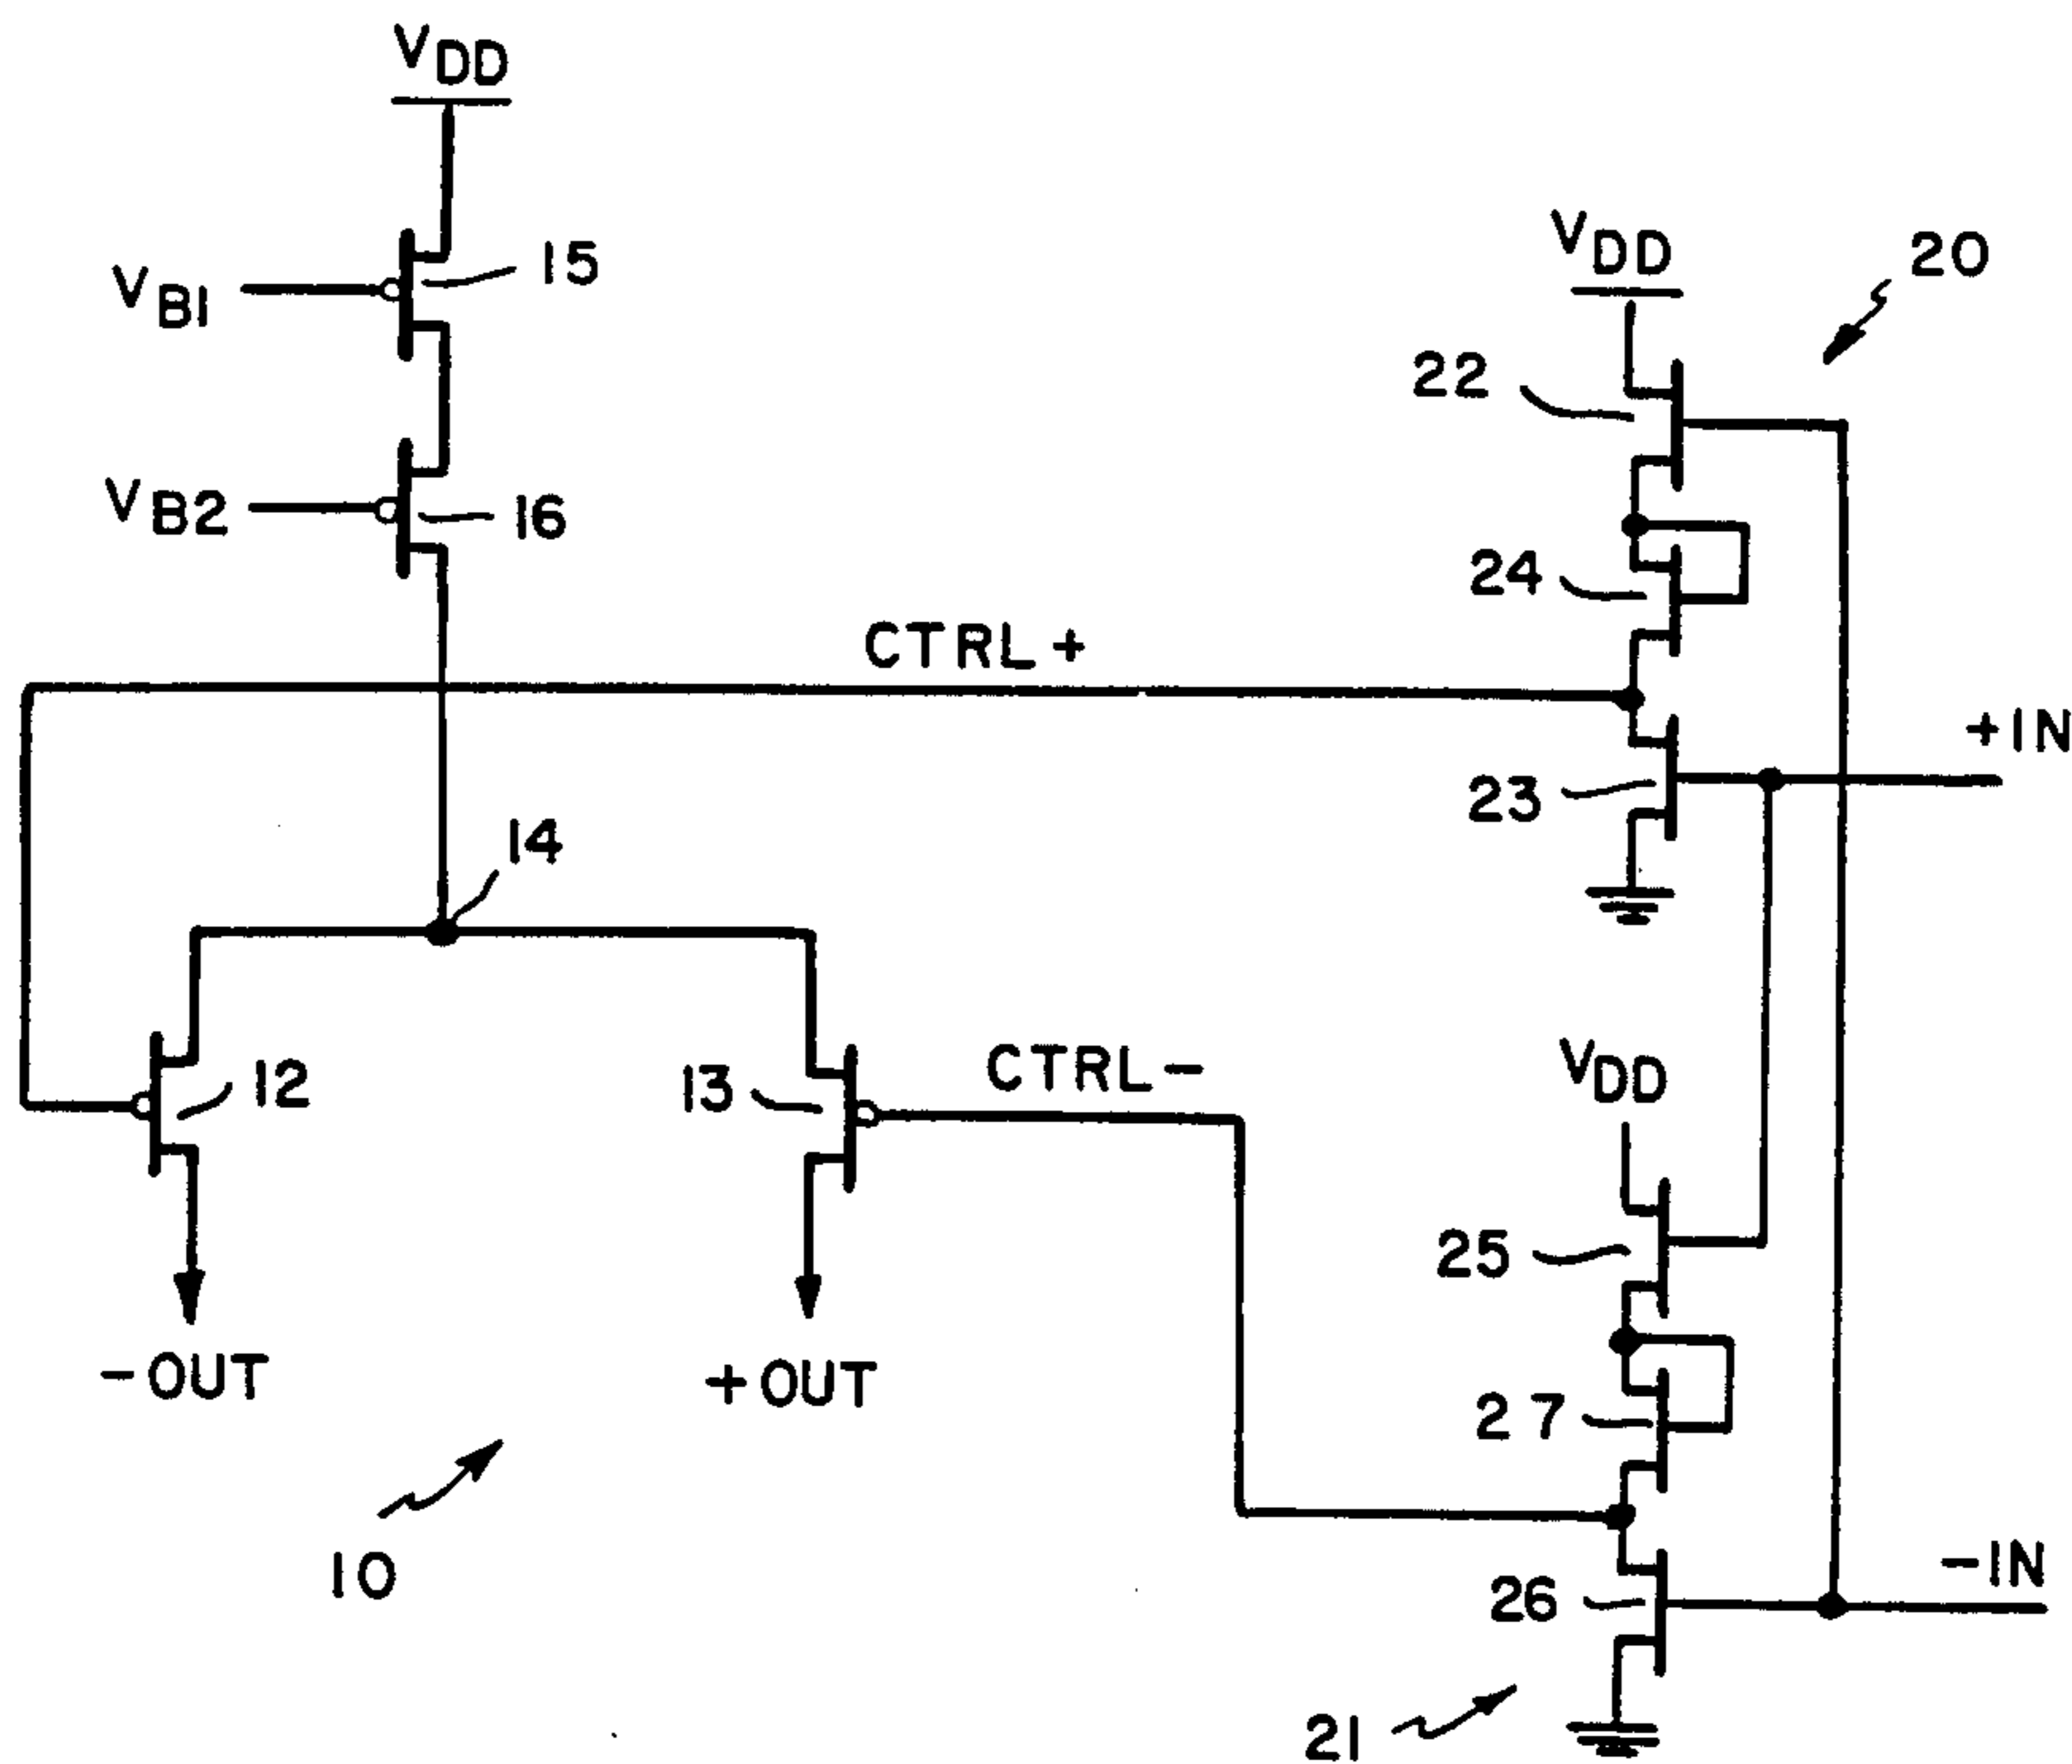 VDD
VB1
15
VDD
20
22
VB2
16
24
CTRL+
+IN
23
14
12
13
CTRL-
VDD
25
-OUT
+OUT
27
10
-IN
26
21